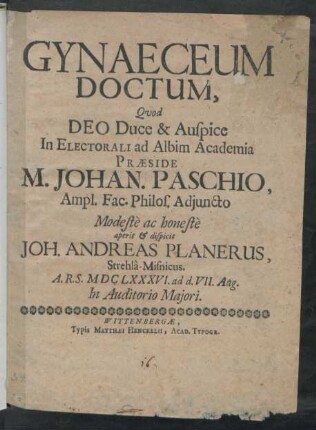 GYNAECEUM
DOCTUM,
Qvod
DEO Duce & Auſpice
In ELECTORALI ad Albim Academia
PRÆSIDE
M. JOHAN. PASCHIO,
Ampl. Fac. Philoſ. Adjuncto
Modeſtè ac honeſtè
aperit & diſpicit
JOH. ANDREAS PLANERUS,
Strehlâ-Miſnicus.
A.R.S. MDCLXXXVI. ad d. VII. Aug.
In Auditorio Majori.
WITTENBERGÆ,
Typis MATTHÆI HENCKELII, ACAD. TYPOGR.
16